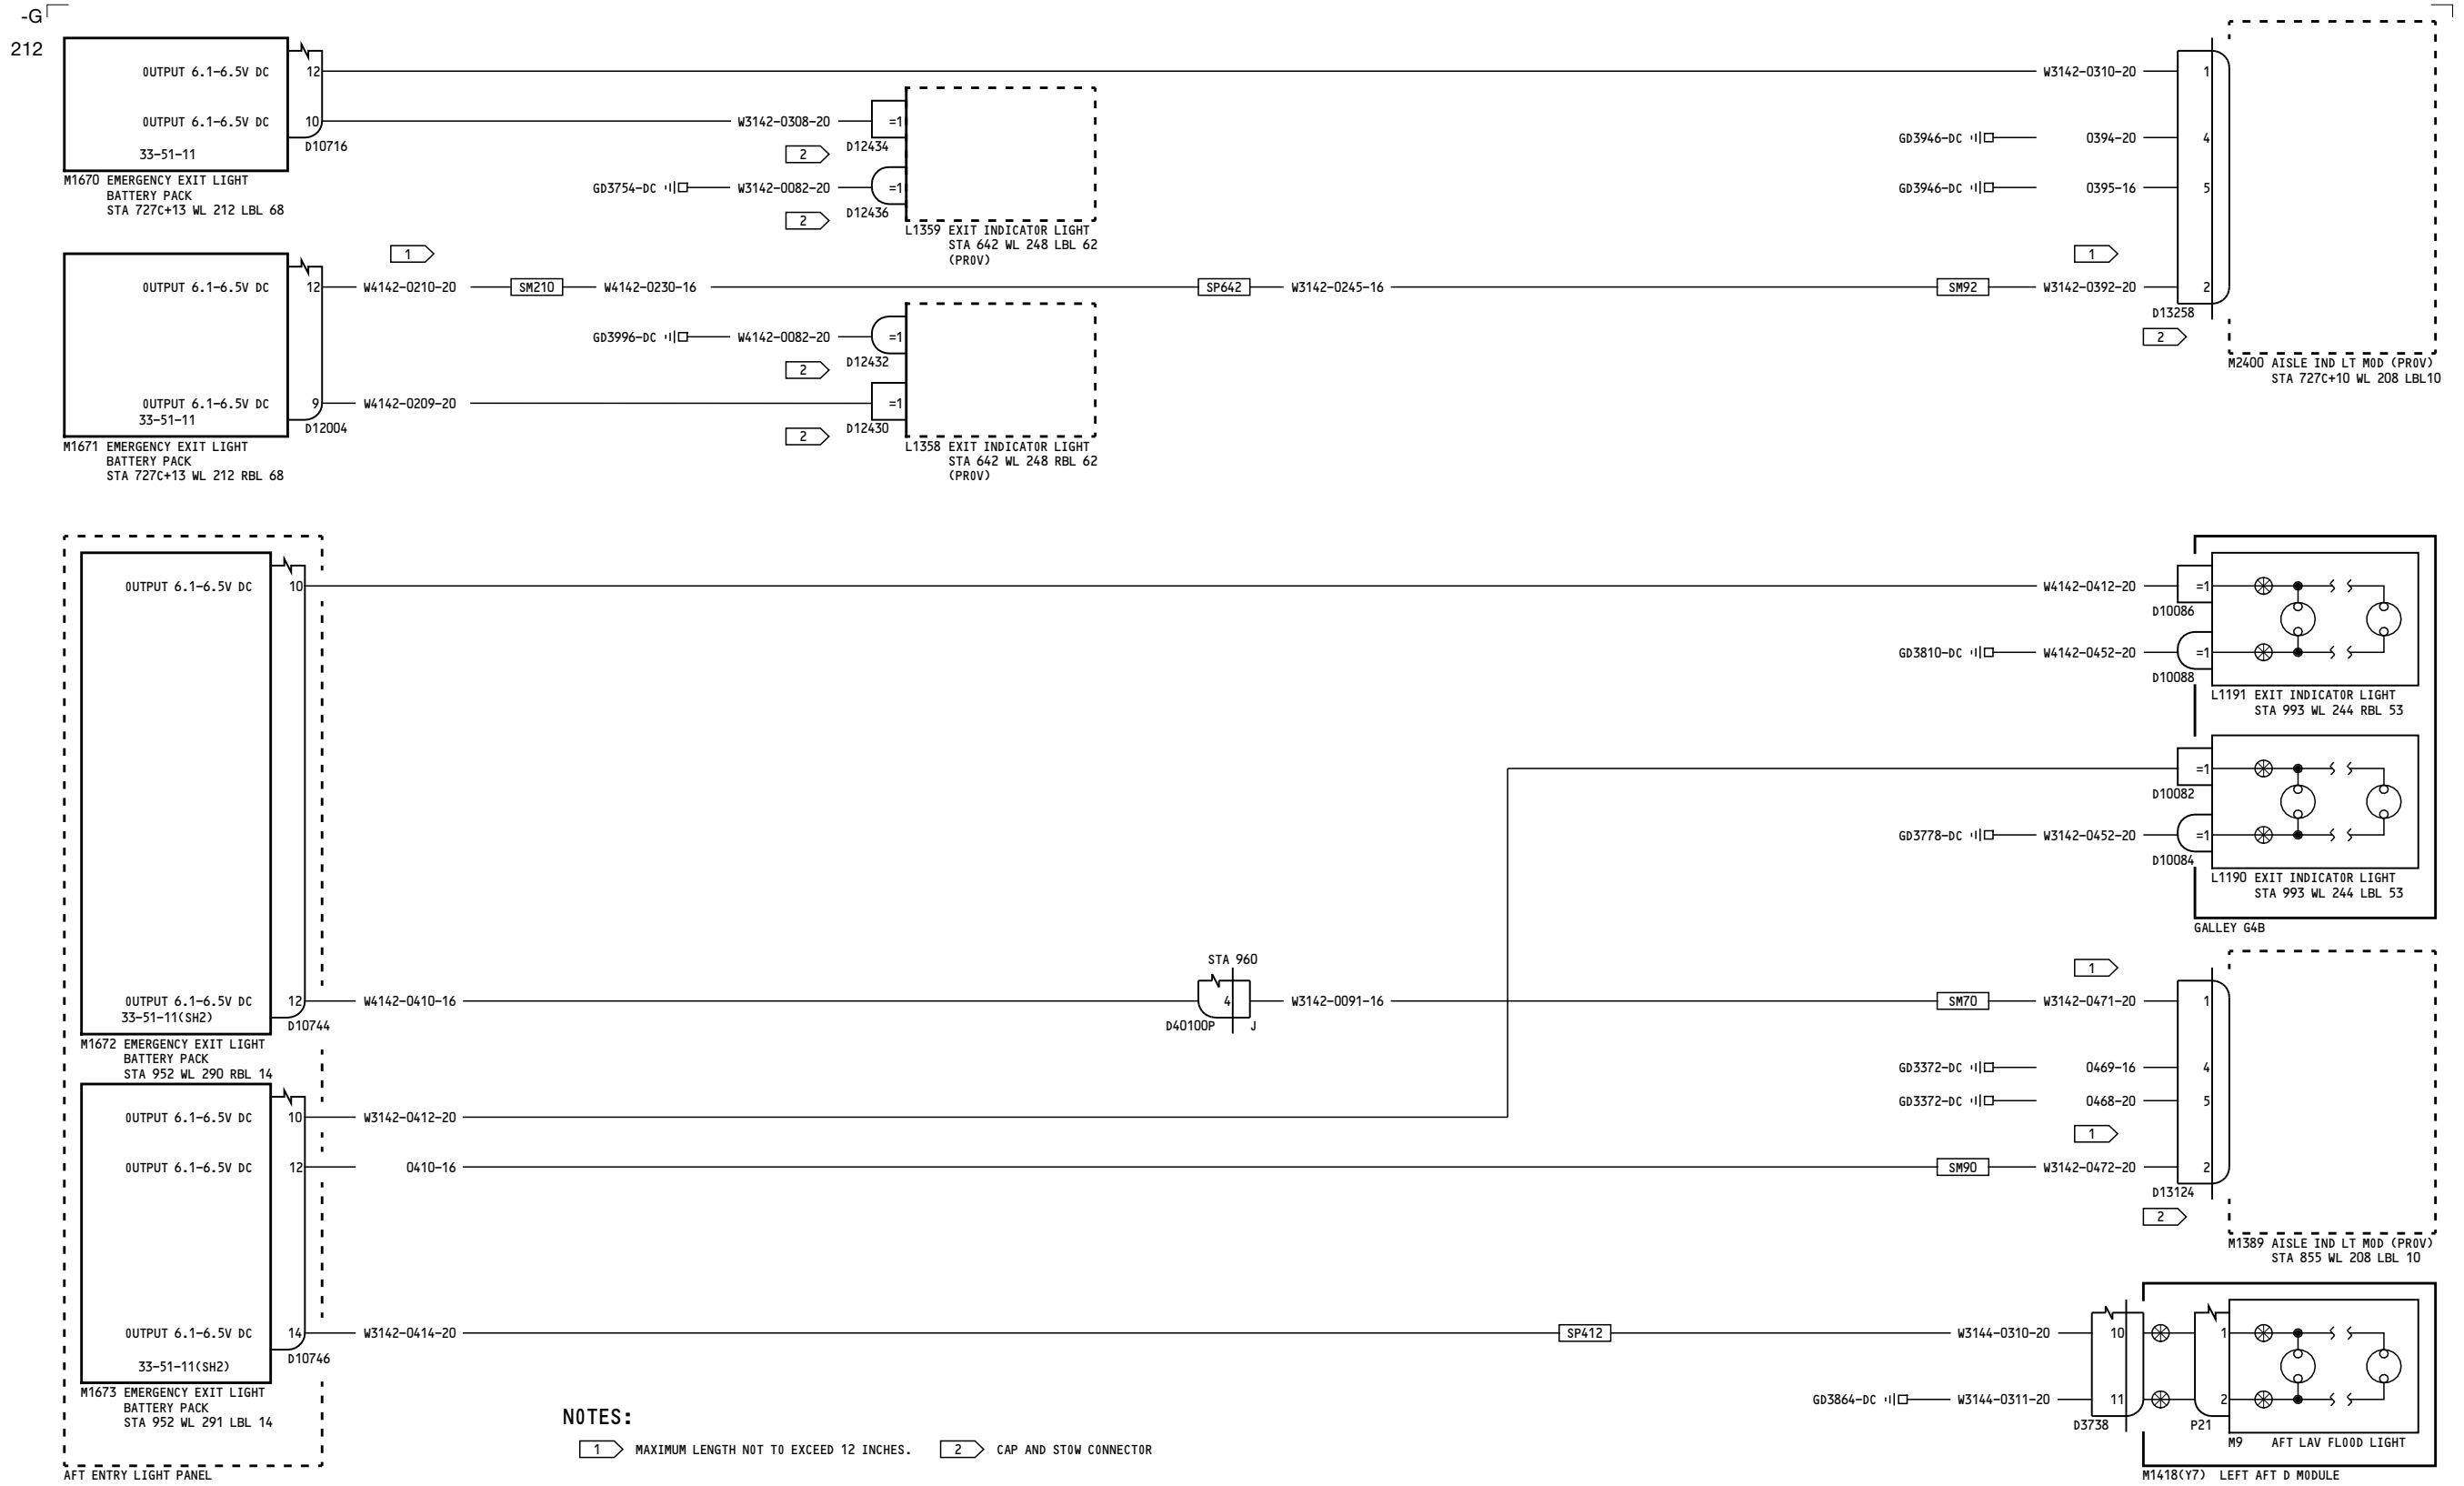 -G
212
OUTPUT 6.1-6.5V DC
12
OUTPUT 6.1-6.5V DC
10
33-51-11
D10716
M1670 EMERGENCY EXIT LIGHT
BATTERY PACK
STA 727C+13 WL 212 LBL 68
W3142-0308-20
=1
2
D12434
GD3754-DC
W3142-0082-20
=1
2
D12436
L1359 EXIT INDICATOR LIGHT
STA 642 WL 248 LBL 62
(PROV)
W3142-0310-20
1
GD3946-DC
0394-20
4
GD3946-DC
0395-16
5
1
W3142-0392-20
2
D13258
2
M2400 AISLE IND LT MOD (PROV)
STA 727C+10 WL 208 LBL10
1
OUTPUT 6.1-6.5V DC
12
W4142-0210-20
SM210
W4142-0230-16
SP642
W3142-0245-16
SM92
GD3996-DC
W4142-0082-20
=1
D12432
2
OUTPUT 6.1-6.5V DC
9
W4142-0209-20
=1
33-51-11
D12004
2
D12430
M1671 EMERGENCY EXIT LIGHT
BATTERY PACK
STA 727C+13 WL 212 RBL 68
L1358 EXIT INDICATOR LIGHT
STA 642 WL 248 RBL 62
(PROV)
OUTPUT 6.1-6.5V DC
10
W4142-0412-20
=1
D10086
GD3810-DC
W4142-0452-20
=1
D10088
L1191 EXIT INDICATOR LIGHT
STA 993 WL 244 RBL 53
=1
D10082
GD3778-DC
W3142-0452-20
=1
D10084
L1190 EXIT INDICATOR LIGHT
STA 993 WL 244 LBL 53
GALLEY G4B
STA 960
1
OUTPUT 6.1-6.5V DC
12
W4142-0410-16
4
W3142-0091-16
SM70
W3142-0471-20
1
33-51-11(SH2)
D10744
D40100P
J
M1672 EMERGENCY EXIT LIGHT
BATTERY PACK
STA 952 WL 290 RBL 14
GD3372-DC
0469-16
4
GD3372-DC
0468-20
5
1
OUTPUT 6.1-6.5V DC
10
W3142-0412-20
OUTPUT 6.1-6.5V DC
12
0410-16
SM90
W3142-0472-20
2
D13124
2
M1389 AISLE IND LT MOD (PROV)
STA 855 WL 208 LBL 10
OUTPUT 6.1-6.5V DC
14
W3142-0414-20
SP412
W3144-0310-20
10
1
33-51-11(SH2)
D10746
M1673 EMERGENCY EXIT LIGHT
BATTERY PACK
STA 952 WL 291 LBL 14
AFT ENTRY LIGHT PANEL
GD3864-DC
W3144-0311-20
11
2
D3738
P21
M9 AFT LAV FLOOD LIGHT
M1418(Y7) LEFT AFT D MODULE
NOTES:
1 MAXIMUM LENGTH NOT TO EXCEED 12 INCHES.
2 CAP AND STOW CONNECTOR